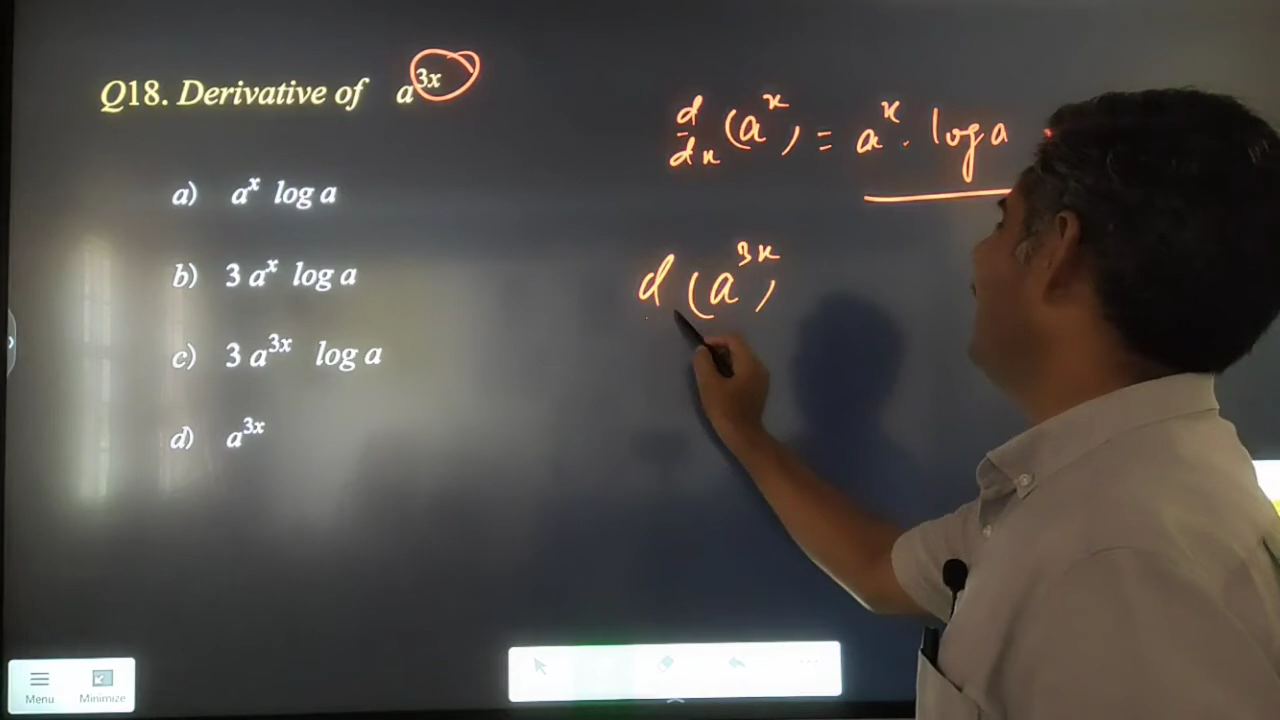 Q18. Derivative of a^{3x}
a) a^x log a
b) 3 a^x log a
c) 3 a^{3x} log a
d) a^{3x}
d/dx (a^x) = a^x . log a
d (a^{3x})
Menu
Minimize